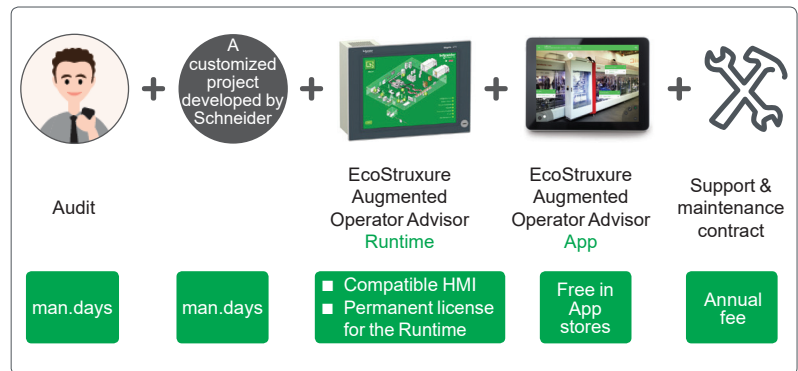 A
customized
project
developed by
Schneider
Audit
EcoStruxure
Augmented
Operator Advisor
Runtime
EcoStruxure
Augmented
Operator Advisor
App
Support &
maintenance
contract
man.days
man.days
■ Compatible HMI
■ Permanent license
for the Runtime
Free in
App
stores
Annual
fee